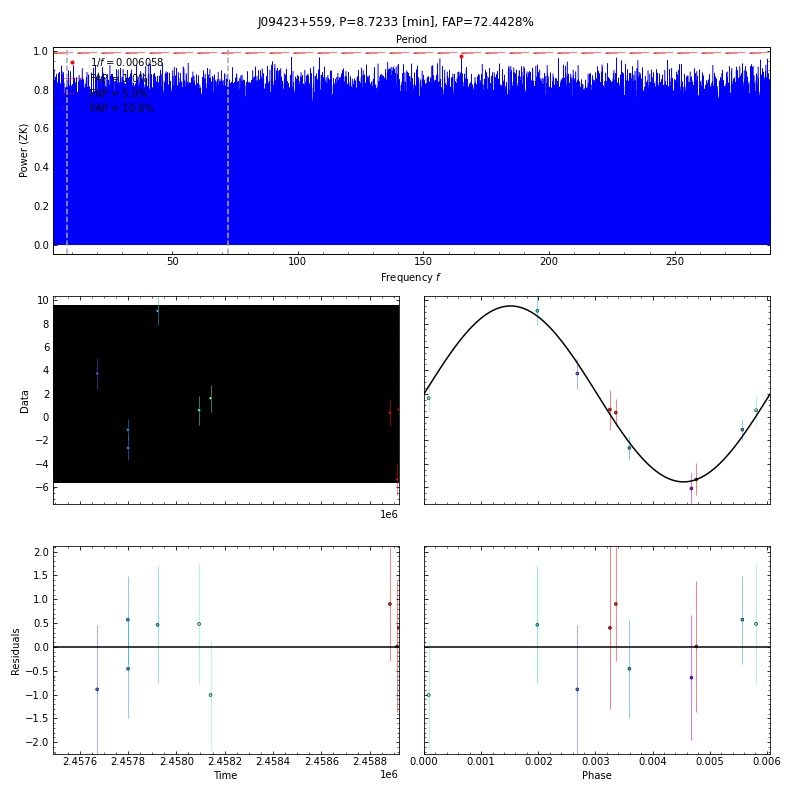 J09423+559, P=8.7233 [min], FAP=72.4428%
Period
1.0
0.8
0.6
0.4
0.2
0.0
Power (ZK)
1/f = 0.006058
FAP = 5.0%
FAP = 10.0%
50 100 150 200 250
Frequency f
10
8
6
4
2
0
−2
−4
−6
Data
1e6
2.0
1.5
1.0
0.5
0.0
−0.5
−1.0
−1.5
−2.0
Residuals
2.4576 2.4578 2.4580 2.4582 2.4584 2.4586 2.4588
1e6
Time
0.000 0.001 0.002 0.003 0.004 0.005 0.006
Phase